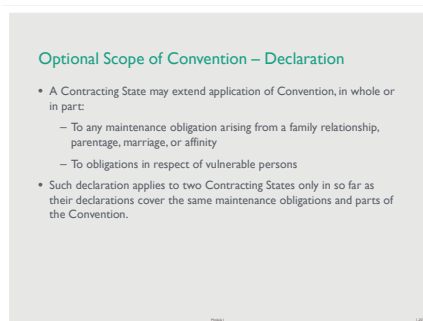 Optional Scope of Convention – Declaration
• A Contracting State may extend application of Convention, in whole or
in part:
– To any maintenance obligation arising from a family relationship,
parentage, marriage, or affinity
– To obligations in respect of vulnerable persons
• Such declaration applies to two Contracting States only in so far as
their declarations cover the same maintenance obligations and parts of
the Convention.